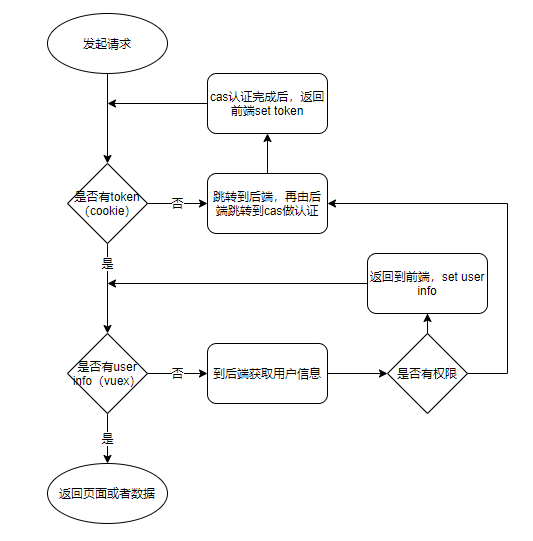 发起请求
cas认证完成后，返回
前端set token
是否有token
（cookie）
否
跳转到后端，再由后
端跳转到cas做认证
是
返回到前端，set user
info
是否有user
info（vuex）
否
到后端获取用户信息
是否有权限
是
返回页面或者数据